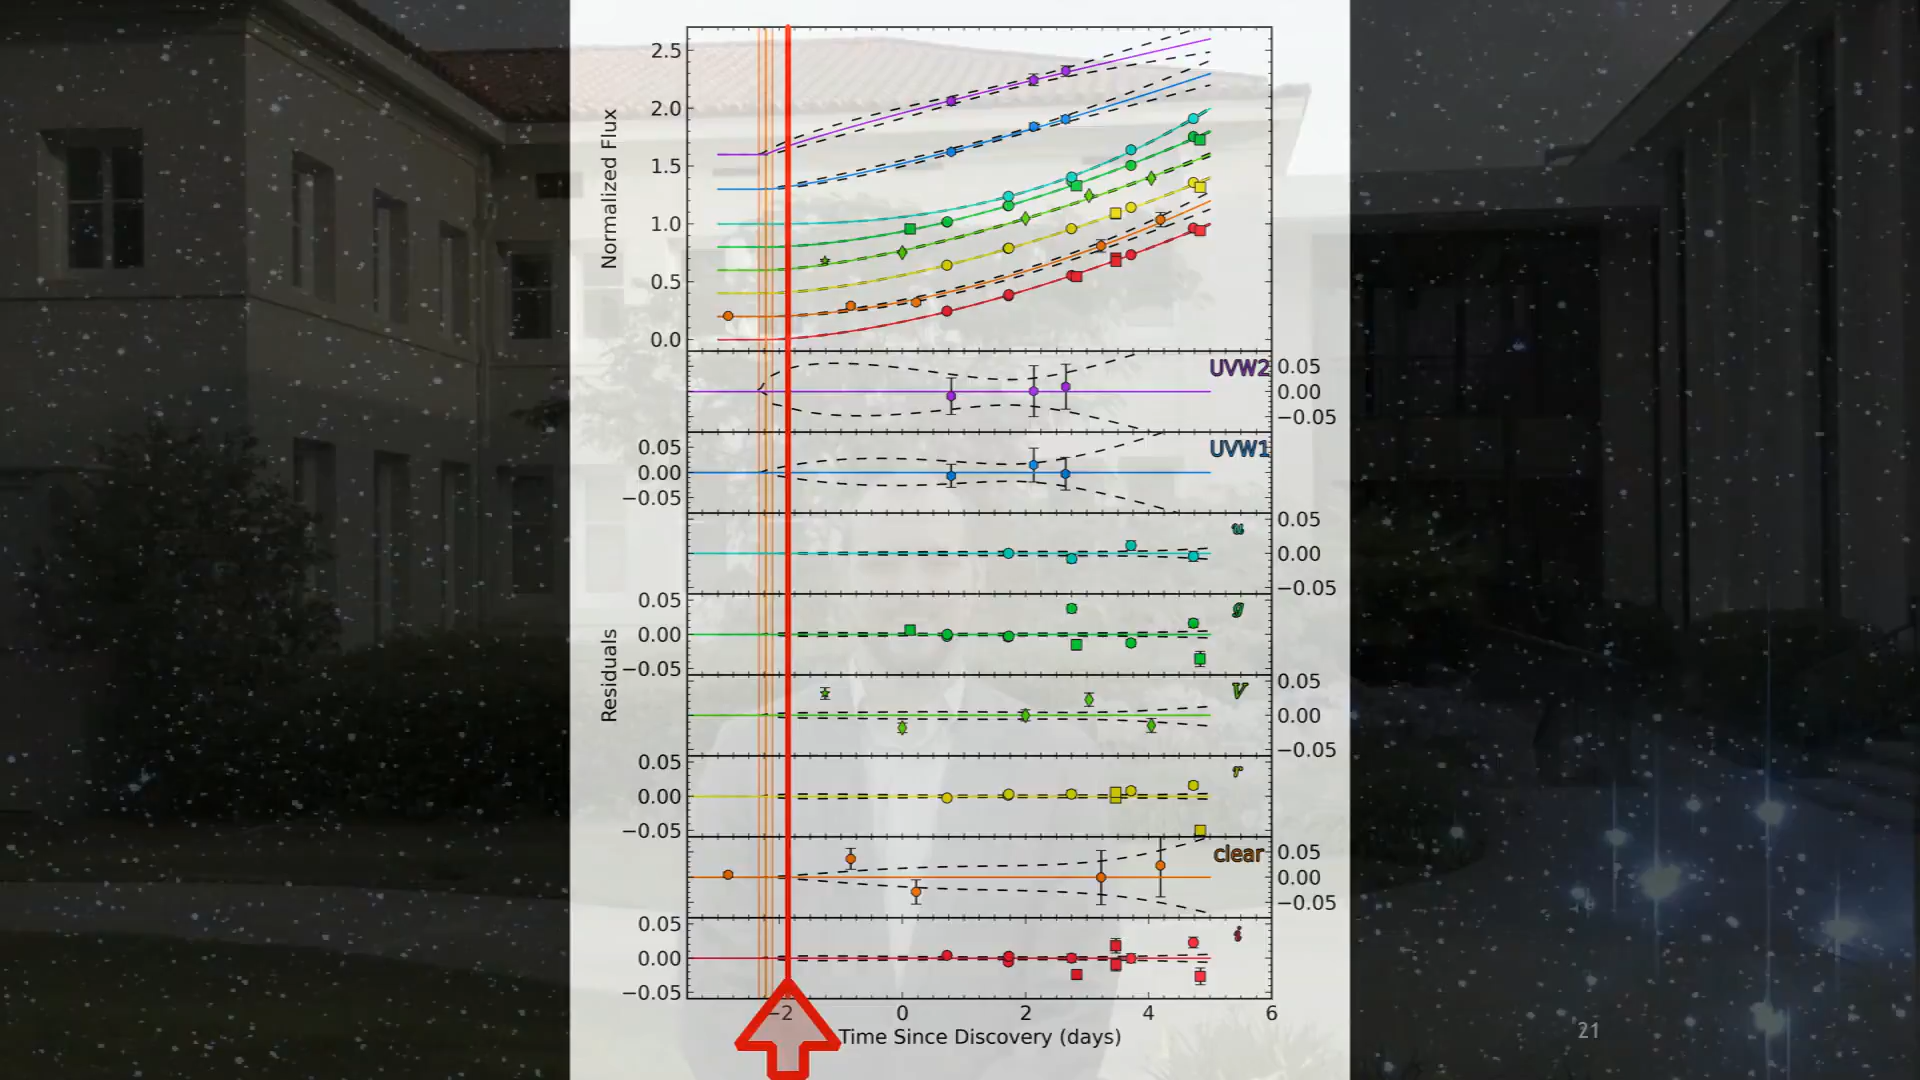 2.5
2.0
1.5
1.0
0.5
0.0
Normalized Flux
UVW2
0.05
0.00
−0.05
0.05
0.00
−0.05
UVW1
u
0.05
0.00
−0.05
0.05
0.00
−0.05
g
Residuals
V
0.05
0.00
−0.05
0.05
0.00
−0.05
r
clear
0.05
0.00
−0.05
0.05
0.00
−0.05
i
−2 0 2 4 6
Time Since Discovery (days)
21